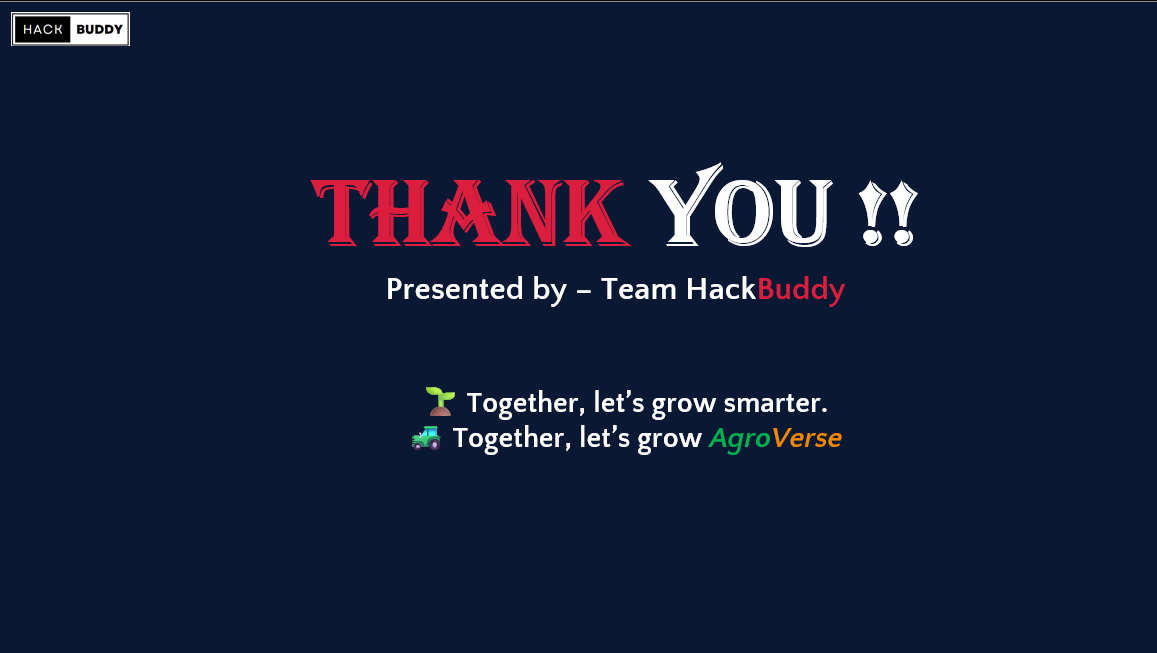 HACK BUDDY
THANK YOU !!
Presented by – Team HackBuddy
🌱 Together, let’s grow smarter.
🚜 Together, let’s grow AgroVerse